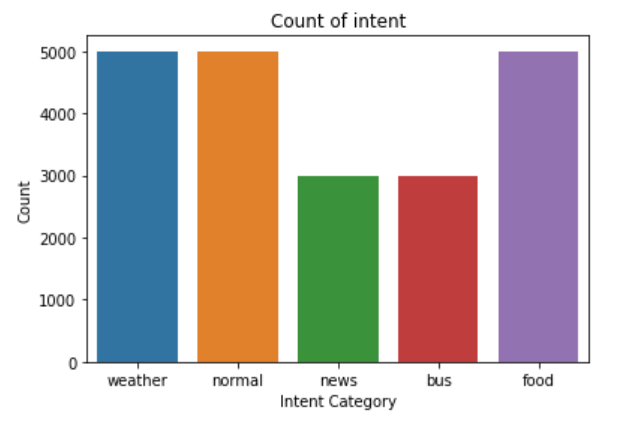 Count of intent
5000
4000
3000
2000
1000
0
Count
weather normal news bus food
Intent Category